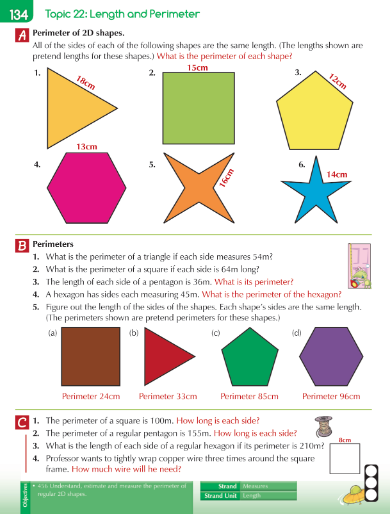 134 Topic 22: Length and Perimeter
A Perimeter of 2D shapes.
All of the sides of each of the following shapes are the same length. (The lengths shown are
pretend lengths for these shapes.) What is the perimeter of each shape?
1. 18cm 2. 15cm 3. 12cm
4. 13cm 5. 16cm 6. 14cm
B Perimeters
1. What is the perimeter of a triangle if each side measures 54m?
2. What is the perimeter of a square if each side is 64m long?
3. The length of each side of a pentagon is 36m. What is its perimeter?
4. A hexagon has sides each measuring 45m. What is the perimeter of the hexagon?
5. Figure out the length of the sides of the shapes. Each shape's sides are the same length.
(The perimeters shown are pretend perimeters for these shapes.)
(a) (b) (c) (d)
Perimeter 24cm Perimeter 33cm Perimeter 85cm Perimeter 96cm
C 1. The perimeter of a square is 100m. How long is each side?
2. The perimeter of a regular pentagon is 155m. How long is each side?
3. What is the length of each side of a regular hexagon if its perimeter is 210m?
8cm
4. Professor wants to tightly wrap copper wire three times around the square
frame. How much wire will he need?
Objective • 456 Understand, estimate and measure the perimeter of
regular 2D shapes.
Strand Measures
Strand Unit Length